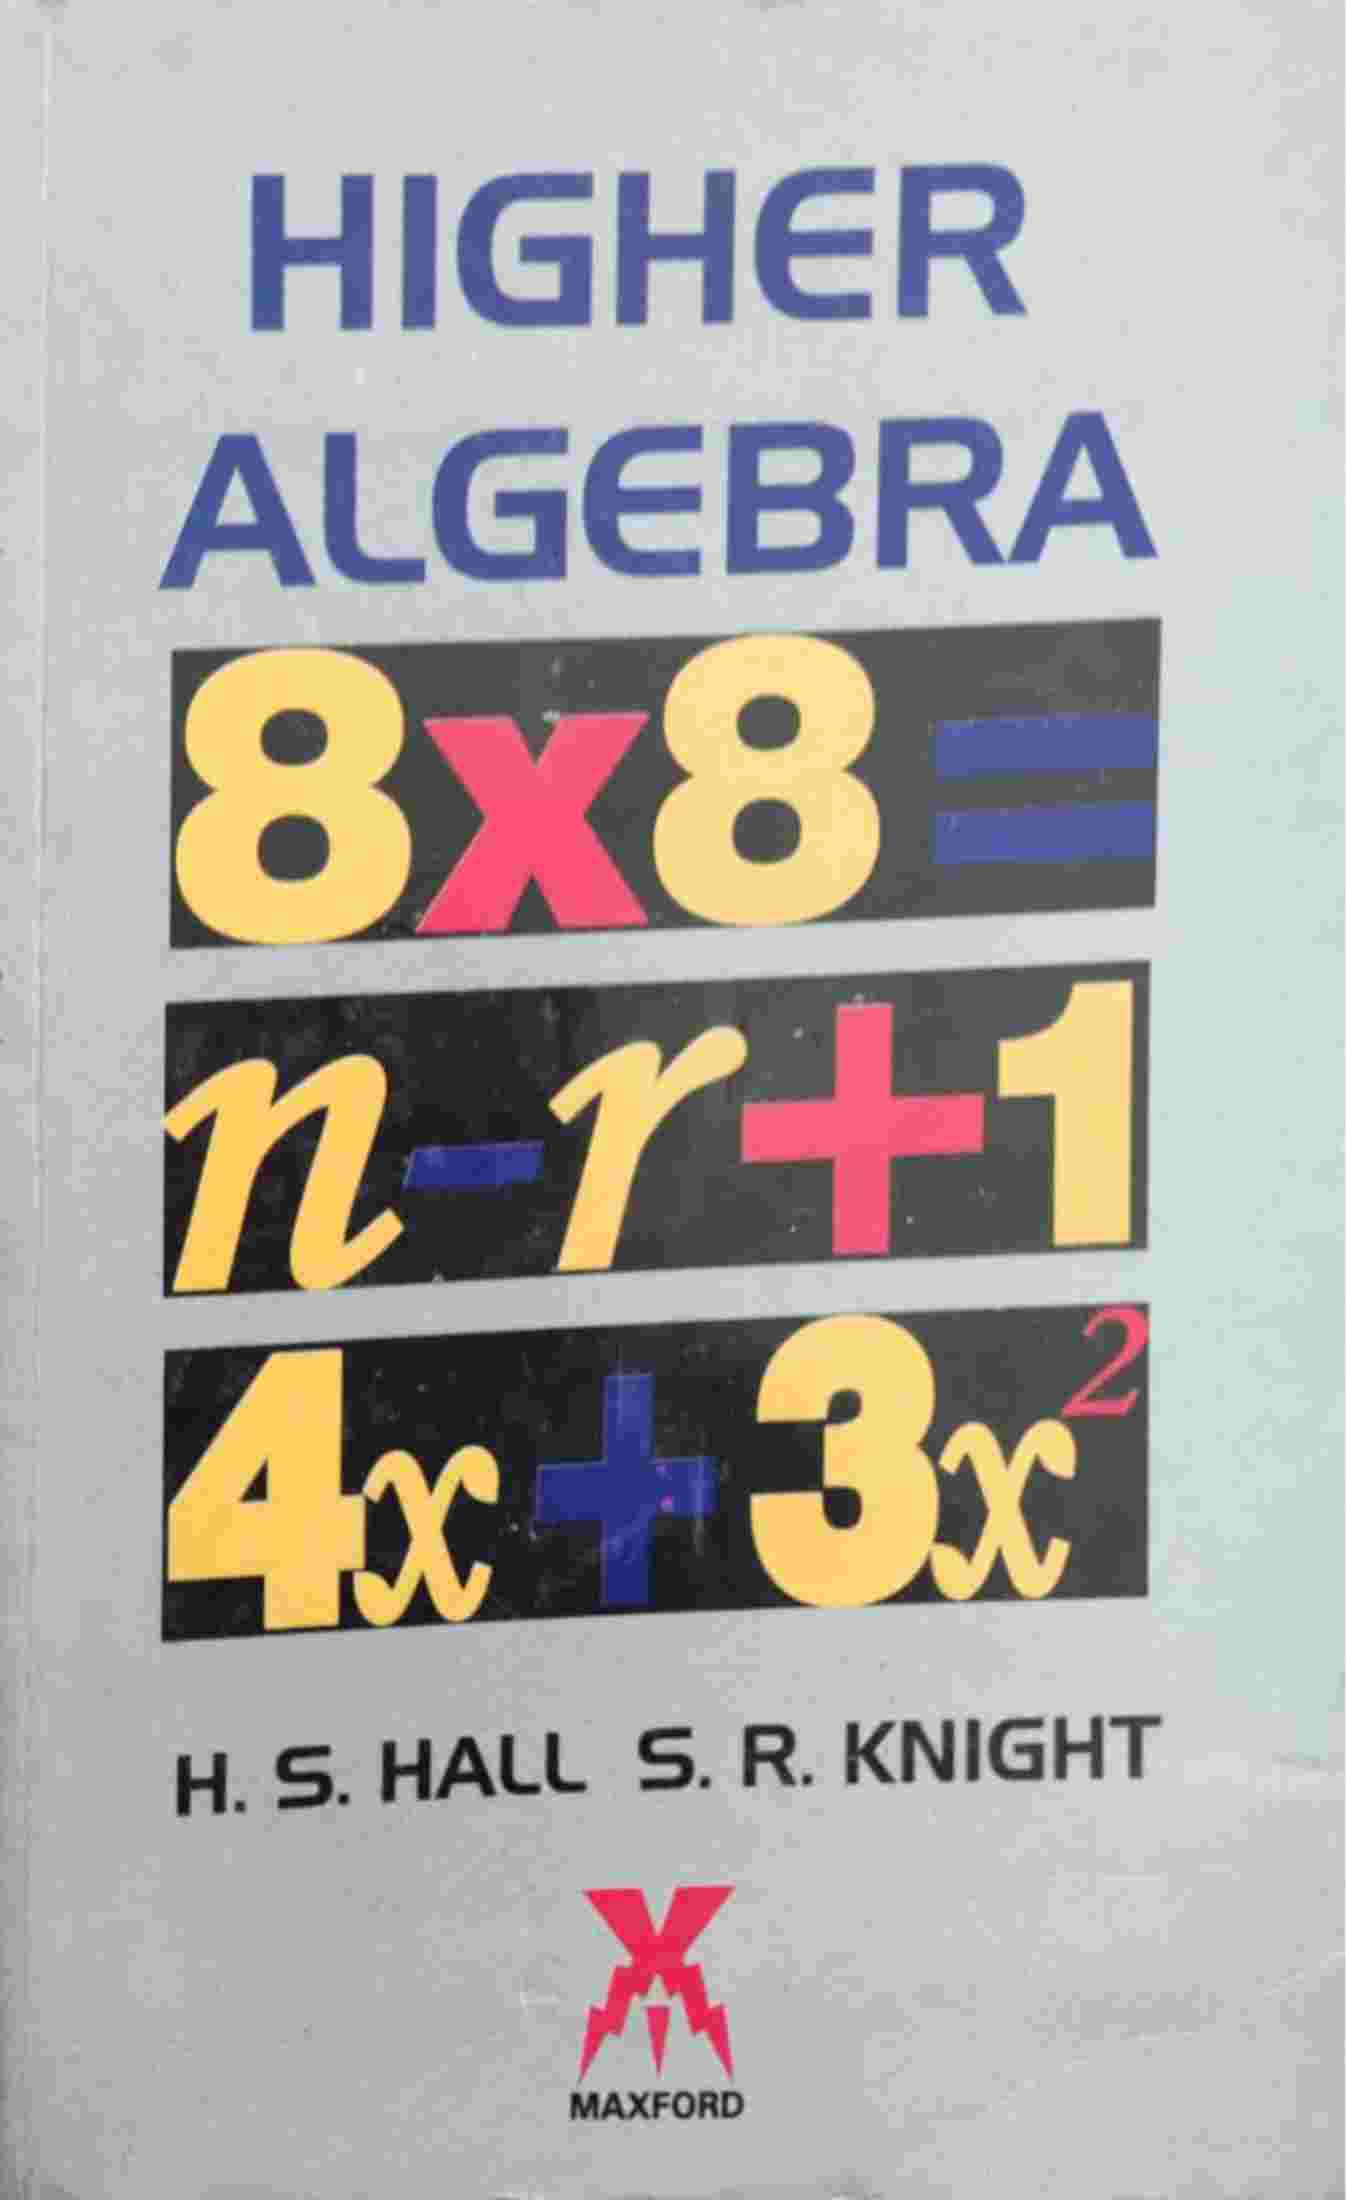 HIGHER
ALGEBRA
8x8=
n-r+1
4x+3x²
H. S. HALL S. R. KNIGHT
MAXFORD